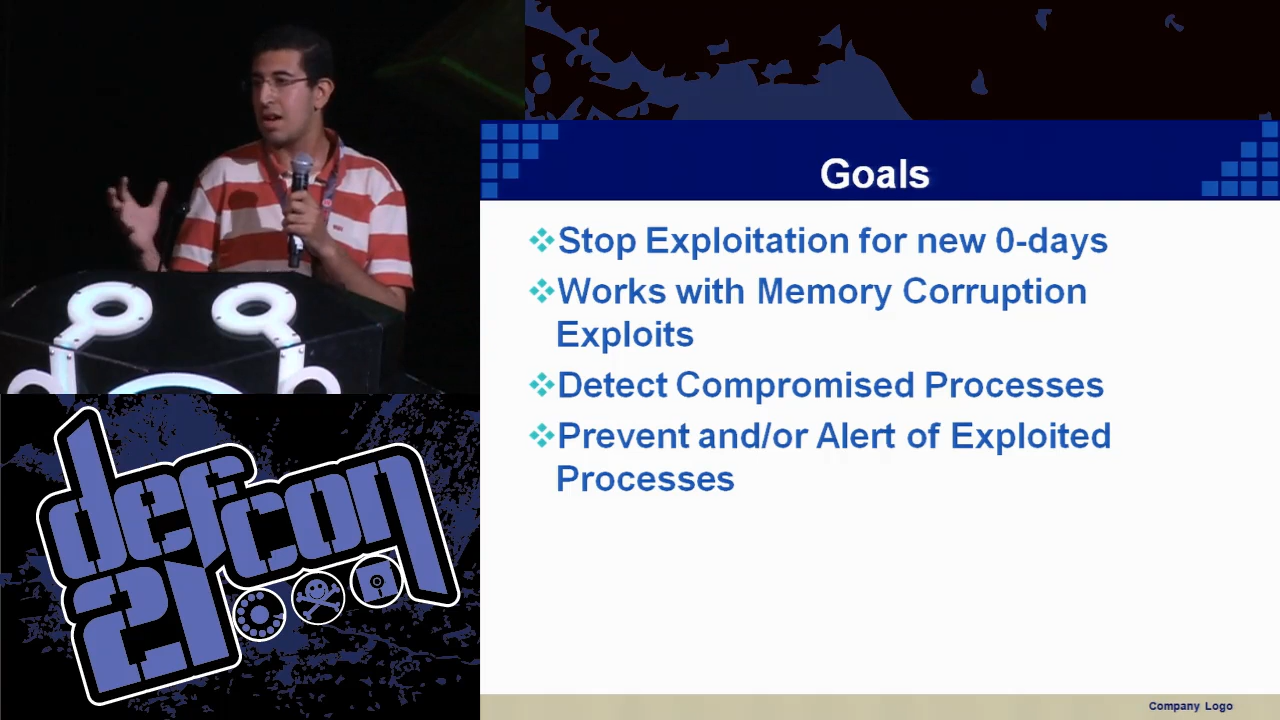 Goals
Stop Exploitation for new 0-days
Works with Memory Corruption
Exploits
Detect Compromised Processes
Prevent and/or Alert of Exploited
Processes
defcon
21
Company Logo